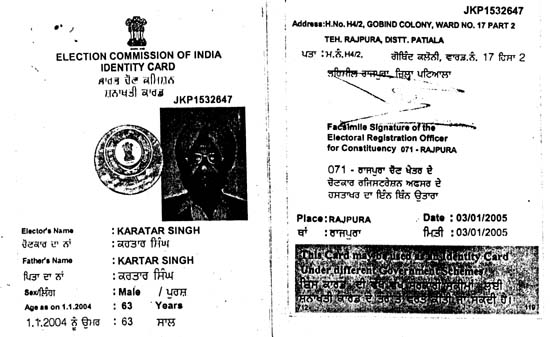 ELECTION COMMISSION OF INDIA
IDENTITY CARD
ਭਾਰਤ ਚੋਣ ਕਮਿਸ਼ਨ
ਸ਼ਨਾਖਤੀ ਕਾਰਡ
JKP1532647
Elector's Name : KARATAR SINGH
ਚੋਣਕਾਰ ਦਾ ਨਾਂ : ਕਰਤਾਰ ਸਿੰਘ
Father's Name : KARTAR SINGH
ਪਿਤਾ ਦਾ ਨਾਂ : ਕਰਤਾਰ ਸਿੰਘ
Sex/ਲਿੰਗ : Male / ਪੁਰਸ਼
Age as on 1.1.2004 : 63 Years
1.1.2004 ਨੂੰ ਉਮਰ : 63 ਸਾਲ
JKP1532647
Address:H.No.H4/2, GOBIND COLONY, WARD NO. 17 PART 2
TEH. RAJPURA, DISTT. PATIALA
ਪਤਾ :ਮ.ਨੰ.H4/2, ਗੋਬਿੰਦ ਕਲੋਨੀ, ਵਾਰਡ.ਨੰ. 17 ਹਿਸਾ 2
ਤਹਿਸੀਲ ਰਾਜਪੁਰਾ, ਜ਼ਿਲ੍ਹਾ ਪਟਿਆਲਾ
Facsimile Signature of the
Electoral Registration Officer
for Constituency 071 - RAJPURA
071 - ਰਾਜਪੁਰਾ ਚੋਣ ਖੇਤਰ ਦੇ
ਚੋਣਕਾਰ ਰਜਿਸਟਰੇਸ਼ਨ ਅਫਸਰ ਦੇ
ਹਸਤਾਖਰ ਦਾ ਇੰਨ ਬਿੰਨ ਉਤਾਰਾ
Place:RAJPURA Date : 03/01/2005
ਥਾਂ : ਰਾਜਪੁਰਾ ਮਿਤੀ : 03/01/2005
This Card may be used as an Identity Card
Under different Government Schemes